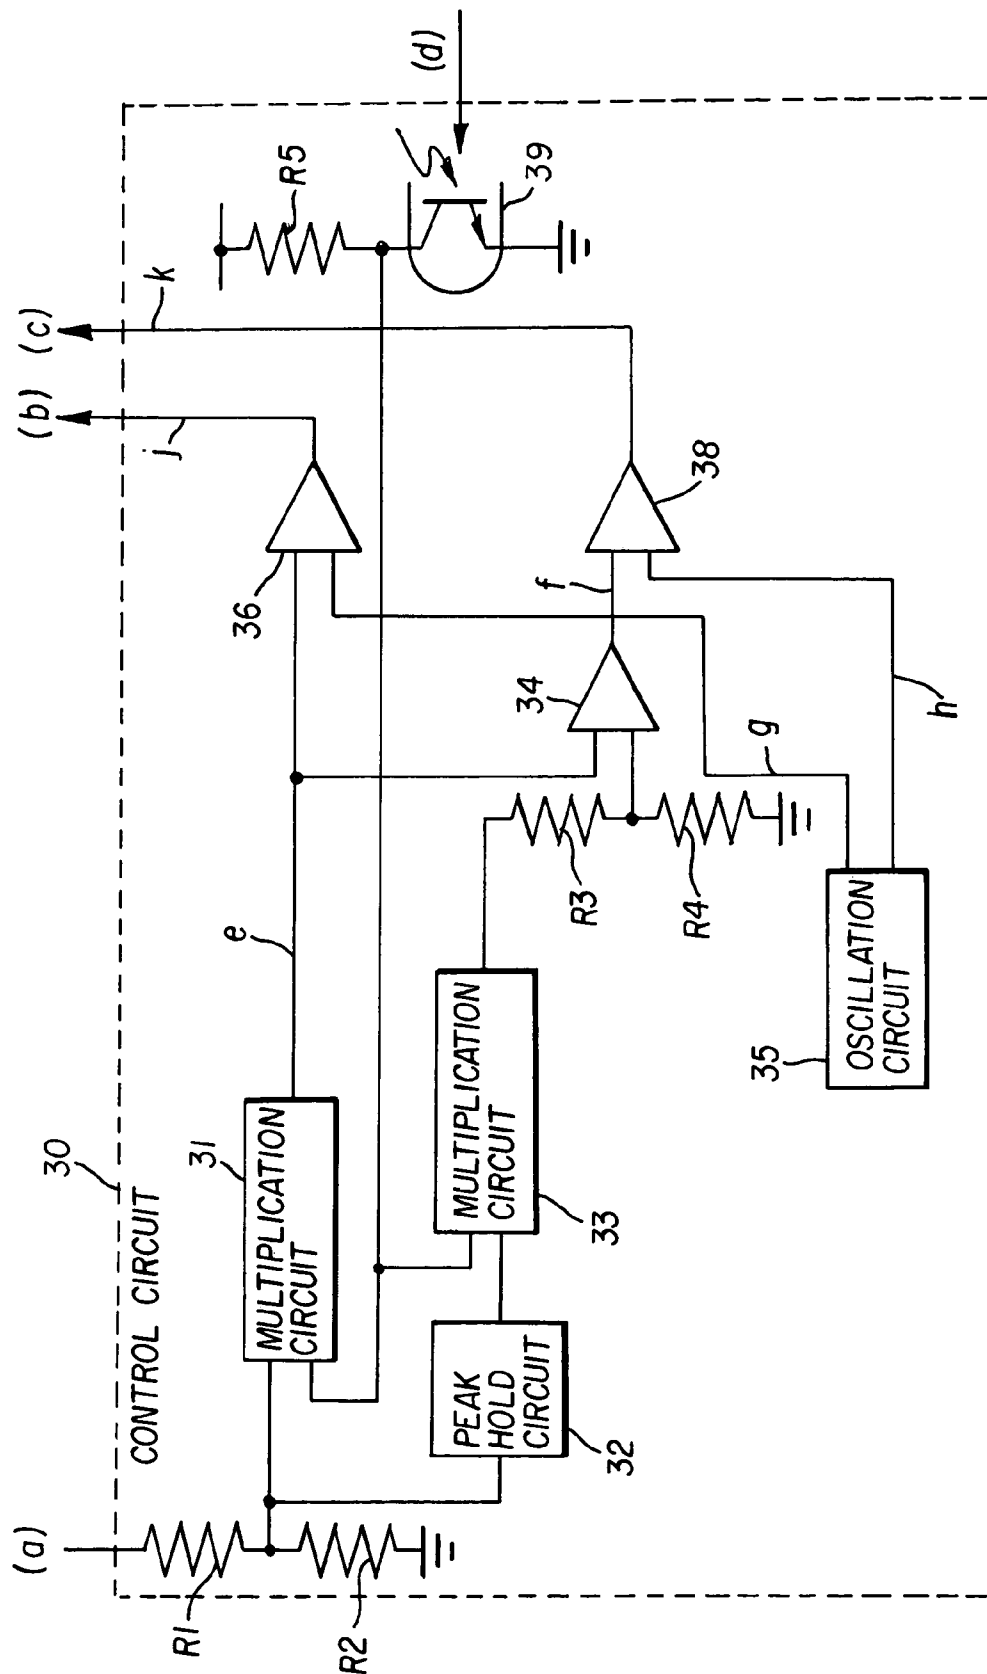 (a)
(b)
(c)
(d)
30
CONTROL CIRCUIT
R1
R2
31
MULTIPLICATION
CIRCUIT
e
36
j
k
R5
39
PEAK
HOLD
CIRCUIT
32
MULTIPLICATION
CIRCUIT
33
R3
R4
34
f
38
g
h
35
OSCILLATION
CIRCUIT